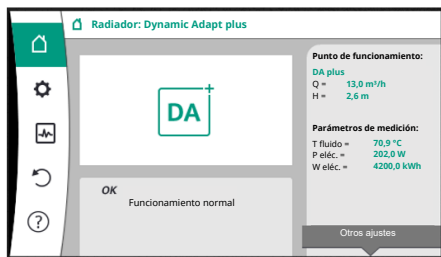 Radiador: Dynamic Adapt plus
DA+
OK
Funcionamiento normal
Punto de funcionamiento:
DA plus
Q = 13,0 m³/h
H = 2,6 m
Parámetros de medición:
T fluido = 70,9 °C
P eléc. = 202,0 W
W eléc. = 4200,0 kWh
Otros ajustes
?